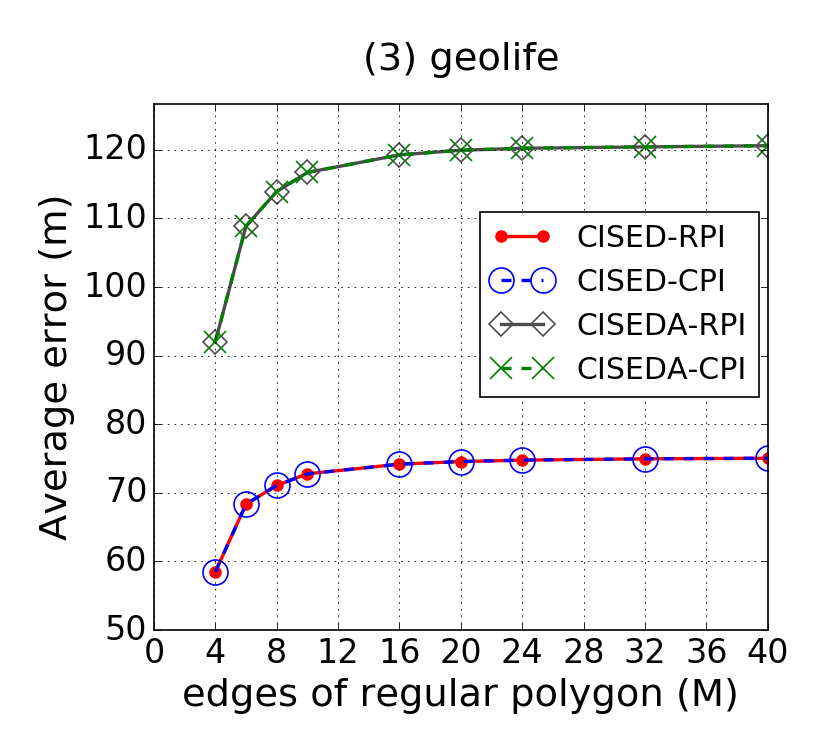 (3) geolife
Average error (m)
120
110
100
90
80
70
60
50
CISED-RPI
CISED-CPI
CISEDA-RPI
CISEDA-CPI
0 4 8 12 16 20 24 28 32 36 40
edges of regular polygon (M)